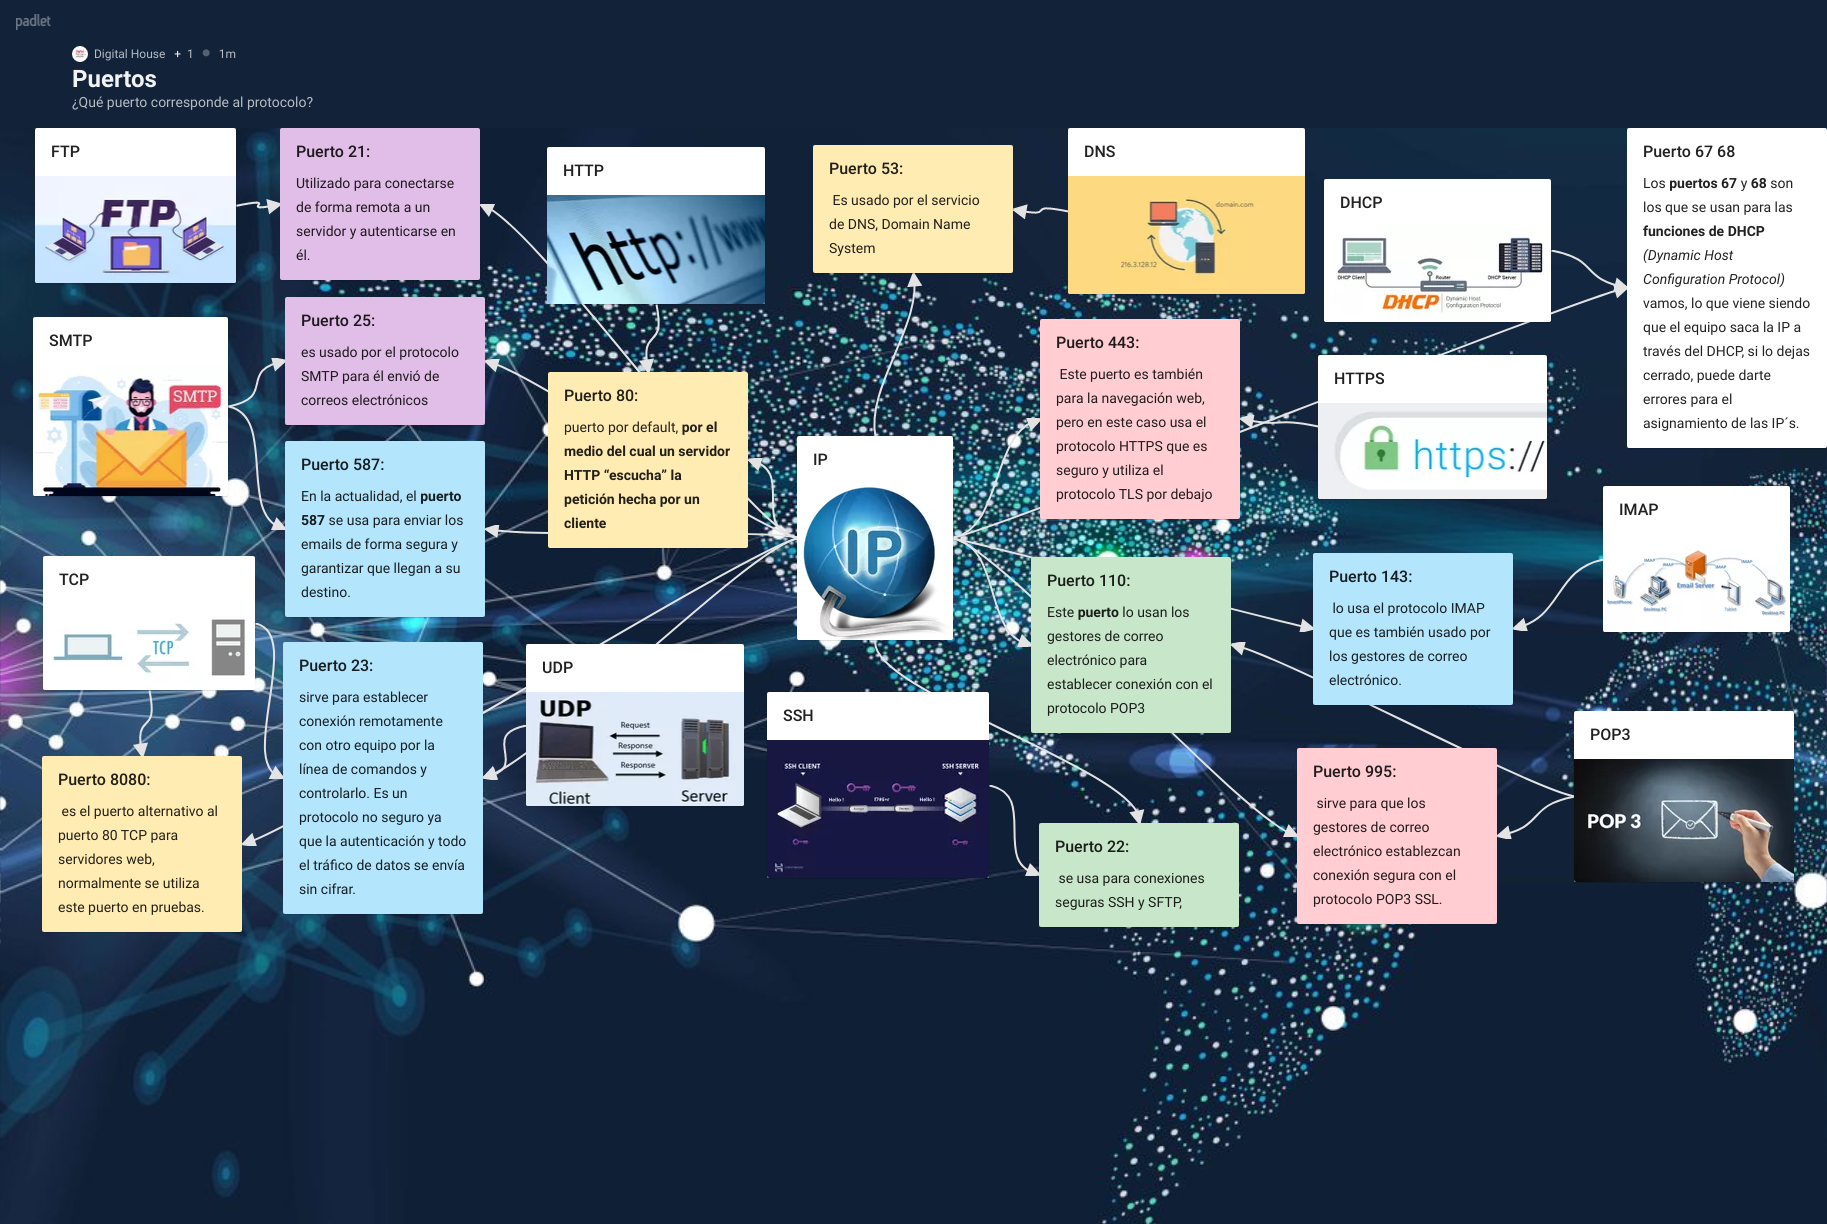 padlet
Digital House + 1 1m
Puertos
¿Qué puerto corresponde al protocolo?
FTP
FTP
Puerto 21:
Utilizado para conectarse
de forma remota a un
servidor y autenticarse en
él.
HTTP
http://www
Puerto 53:
Es usado por el servicio
de DNS, Domain Name
System
DNS
domain.com
216.3.128.12
DHCP
DHCP Client
Router
DHCP Server
DHCP
Dynamic Host
Configuration Protocol
Puerto 67 68
Los puertos 67 y 68 son
los que se usan para las
funciones de DHCP
(Dynamic Host
Configuration Protocol)
vamos, lo que viene siendo
que el equipo saca la IP a
través del DHCP, si lo dejas
cerrado, puede darte
errores para el
asignamiento de las IP´s.
SMTP
SMTP
Puerto 25:
es usado por el protocolo
SMTP para él envió de
correos electrónicos
Puerto 587:
En la actualidad, el puerto
587 se usa para enviar los
emails de forma segura y
garantizar que llegan a su
destino.
Puerto 80:
puerto por default, por el
medio del cual un servidor
HTTP “escucha” la
petición hecha por un
cliente
IP
IP
Puerto 443:
Este puerto es también
para la navegación web,
pero en este caso usa el
protocolo HTTPS que es
seguro y utiliza el
protocolo TLS por debajo
HTTPS
https://
IMAP
IMAP
IMAP
IMAP
IMAP
Email Server
Smartphone
Desktop PC
Tablet
Desktop PC
TCP
TCP
Puerto 23:
sirve para establecer
conexión remotamente
con otro equipo por la
línea de comandos y
controlarlo. Es un
protocolo no seguro ya
que la autenticación y todo
el tráfico de datos se envía
sin cifrar.
UDP
UDP
Request
Response
Response
Client
Server
SSH
SSH CLIENT
SSH SERVER
Hello !
Hello !
Puerto 110:
Este puerto lo usan los
gestores de correo
electrónico para
establecer conexión con el
protocolo POP3
Puerto 143:
lo usa el protocolo IMAP
que es también usado por
los gestores de correo
electrónico.
POP3
POP 3
Puerto 8080:
es el puerto alternativo al
puerto 80 TCP para
servidores web,
normalmente se utiliza
este puerto en pruebas.
Puerto 22:
se usa para conexiones
seguras SSH y SFTP,
Puerto 995:
sirve para que los
gestores de correo
electrónico establezcan
conexión segura con el
protocolo POP3 SSL.